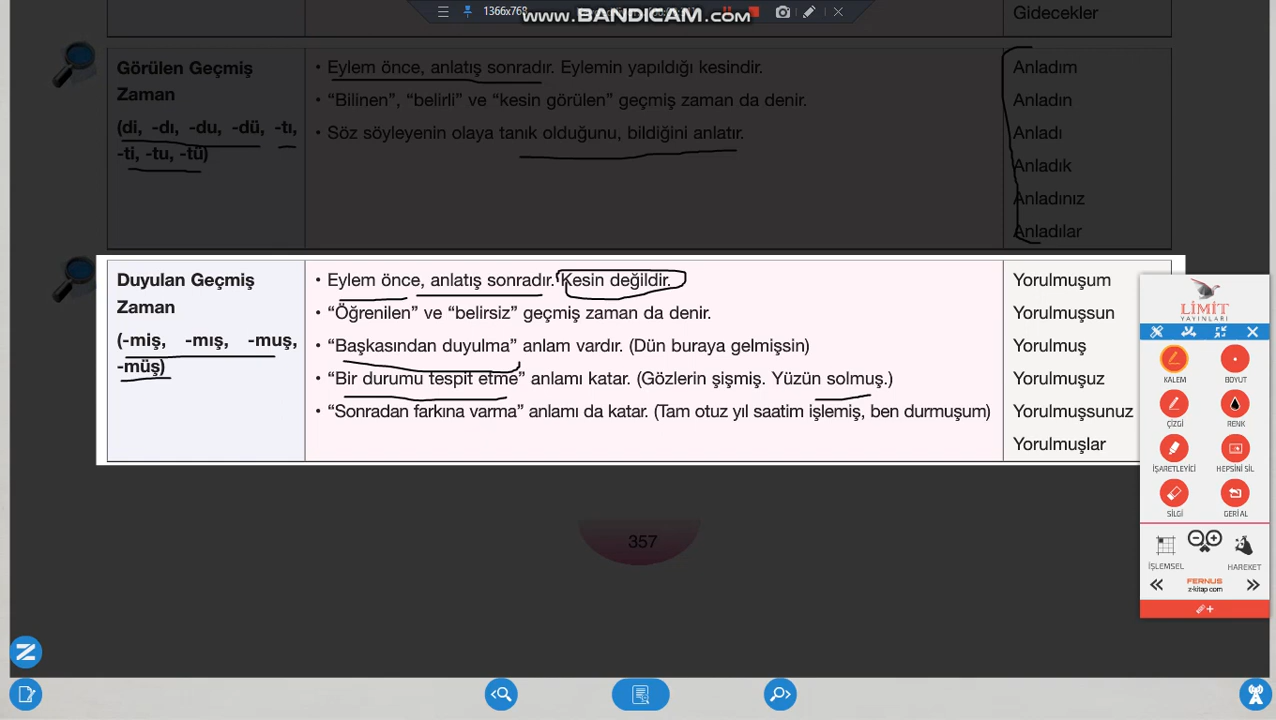 1366x768
www.BANDICAM.com
Gidecekler
Görülen Geçmiş
Zaman
(di, -dı, -du, -dü, -tı,
-ti, -tu, -tü)
• Eylem önce, anlatış sonradır. Eylemin yapıldığı kesindir.
• “Bilinen”, “belirli” ve “kesin görülen” geçmiş zaman da denir.
• Söz söyleyenin olaya tanık olduğunu, bildiğini anlatır.
Anladım
Anladın
Anladı
Anladık
Anladınız
Anladılar
Duyulan Geçmiş
Zaman
(-miş, -mış, -muş,
-müş)
• Eylem önce, anlatış sonradır. Kesin değildir.
• “Öğrenilen” ve “belirsiz” geçmiş zaman da denir.
• “Başkasından duyulma” anlam vardır. (Dün buraya gelmişsin)
• “Bir durumu tespit etme” anlamı katar. (Gözlerin şişmiş. Yüzün solmuş.)
• “Sonradan farkına varma” anlamı da katar. (Tam otuz yıl saatim işlemiş, ben durmuşum)
Yorulmuşum
Yorulmuşsun
Yorulmuş
Yorulmuşuz
Yorulmuşsunuz
Yorulmuşlar
357
LİMİT
YAYINLARI
KALEM
BOYUT
ÇİZGİ
RENK
İŞARETLEYİCİ
HEPSİNİ SİL
SİLGİ
GERİ AL
İŞLEMSEL
HAREKET
FERNUS
z-kitap.com